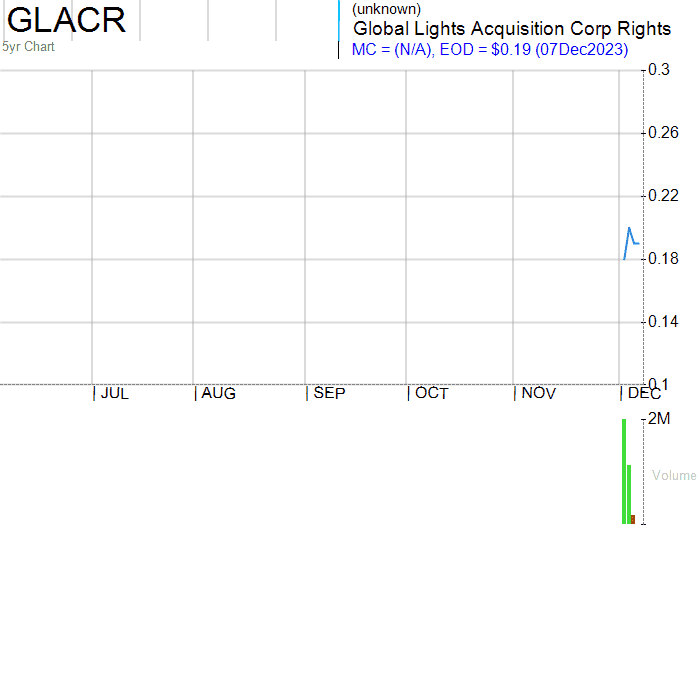 GLACR
(unknown)
Global Lights Acquisition Corp Rights
5yr Chart
MC = (N/A), EOD = $0.19 (07Dec2023)
0.3
0.26
0.22
0.18
0.14
0.1
JUL AUG SEP OCT NOV DEC
2M
Volume